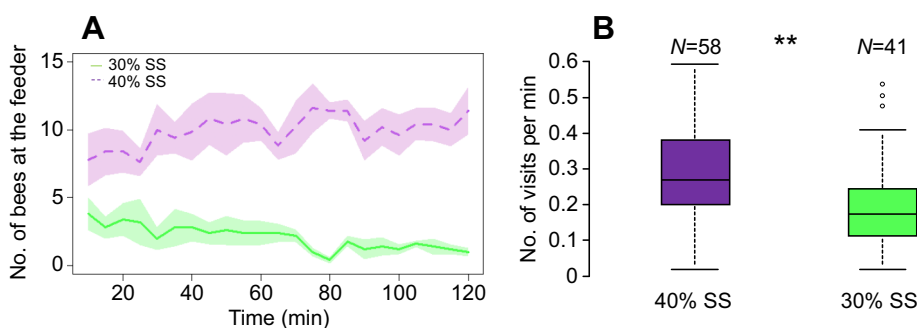 A
No. of bees at the feeder
15
10
5
0
30% SS
40% SS
20 40 60 80 100 120
Time (min)
B
N=58 ** N=41
No. of visits per min
0.6
0.5
0.4
0.3
0.2
0.1
0
40% SS 30% SS